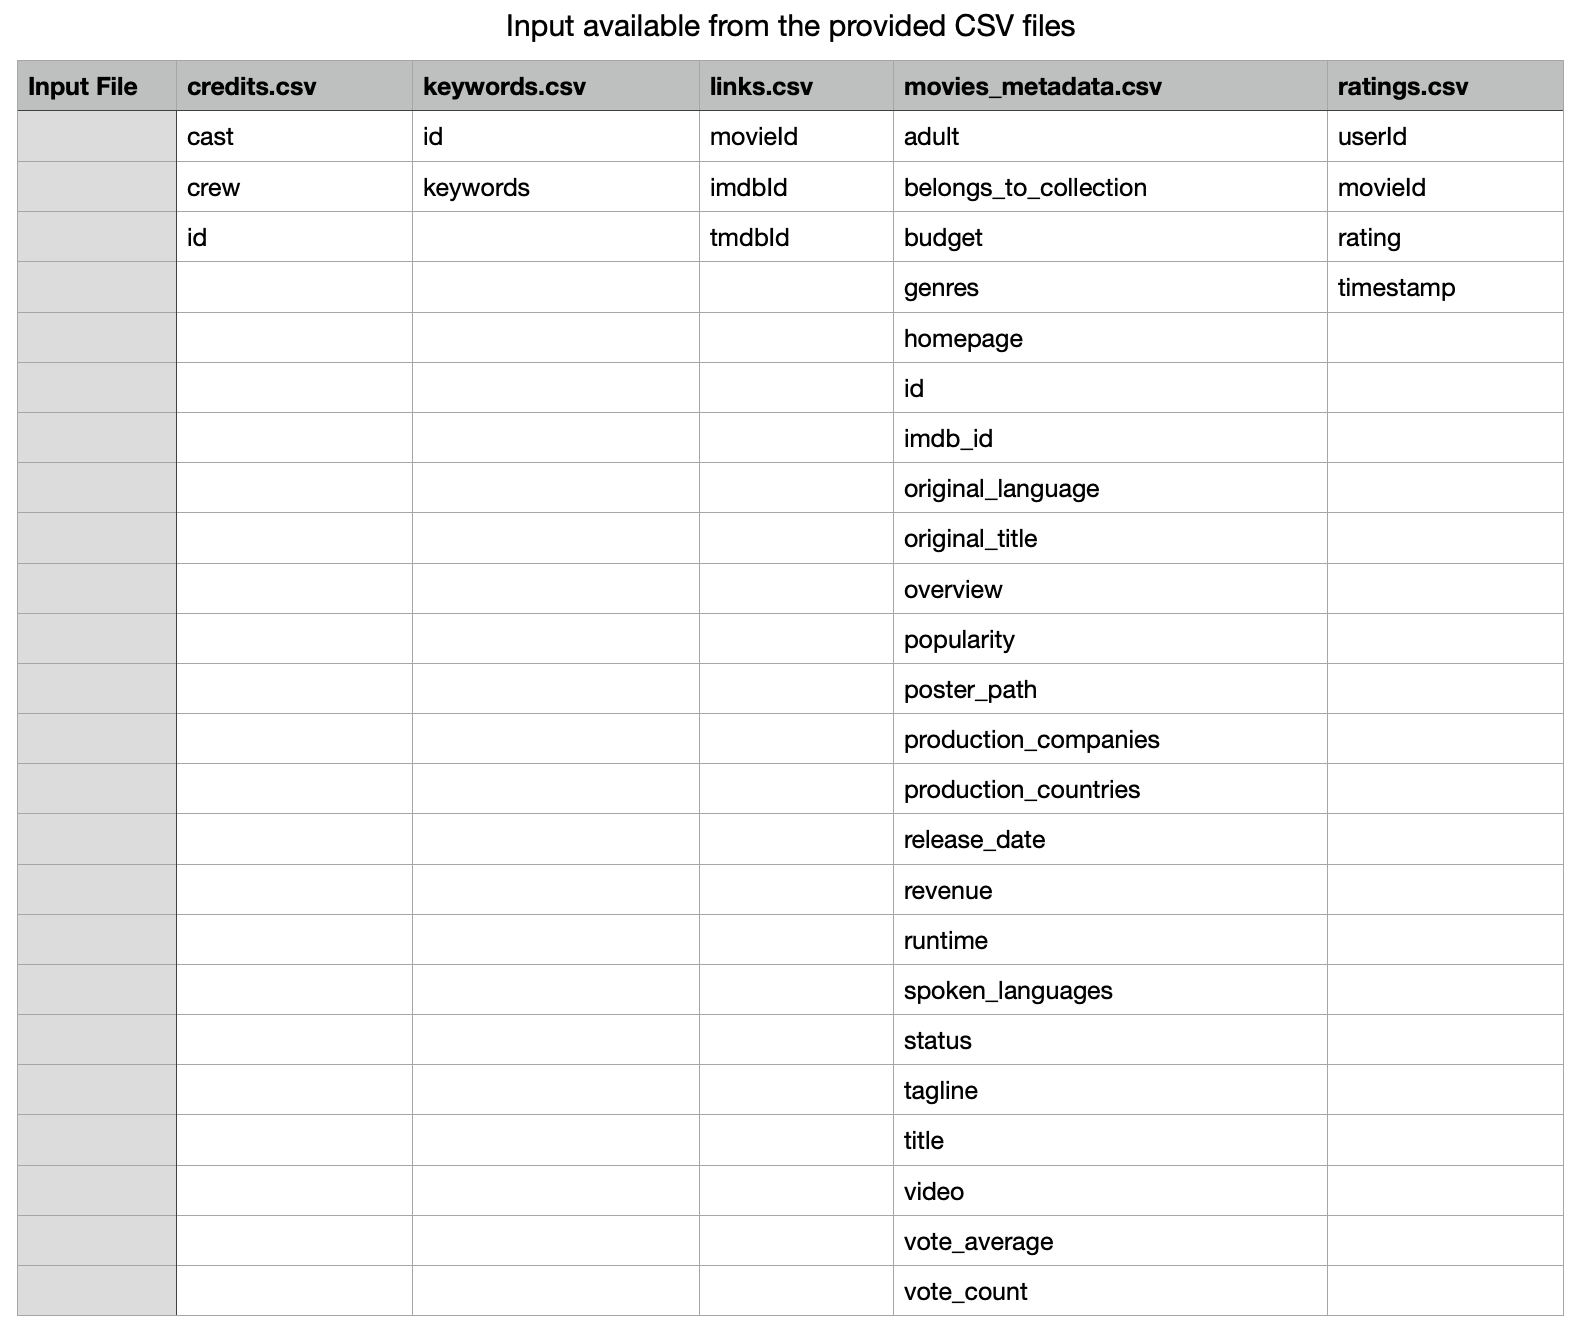 Input available from the provided CSV files
Input File credits.csv keywords.csv links.csv movies_metadata.csv ratings.csv
cast id movieId adult userId
crew keywords imdbId belongs_to_collection movieId
id tmdbId budget rating
genres timestamp
homepage
id
imdb_id
original_language
original_title
overview
popularity
poster_path
production_companies
production_countries
release_date
revenue
runtime
spoken_languages
status
tagline
title
video
vote_average
vote_count